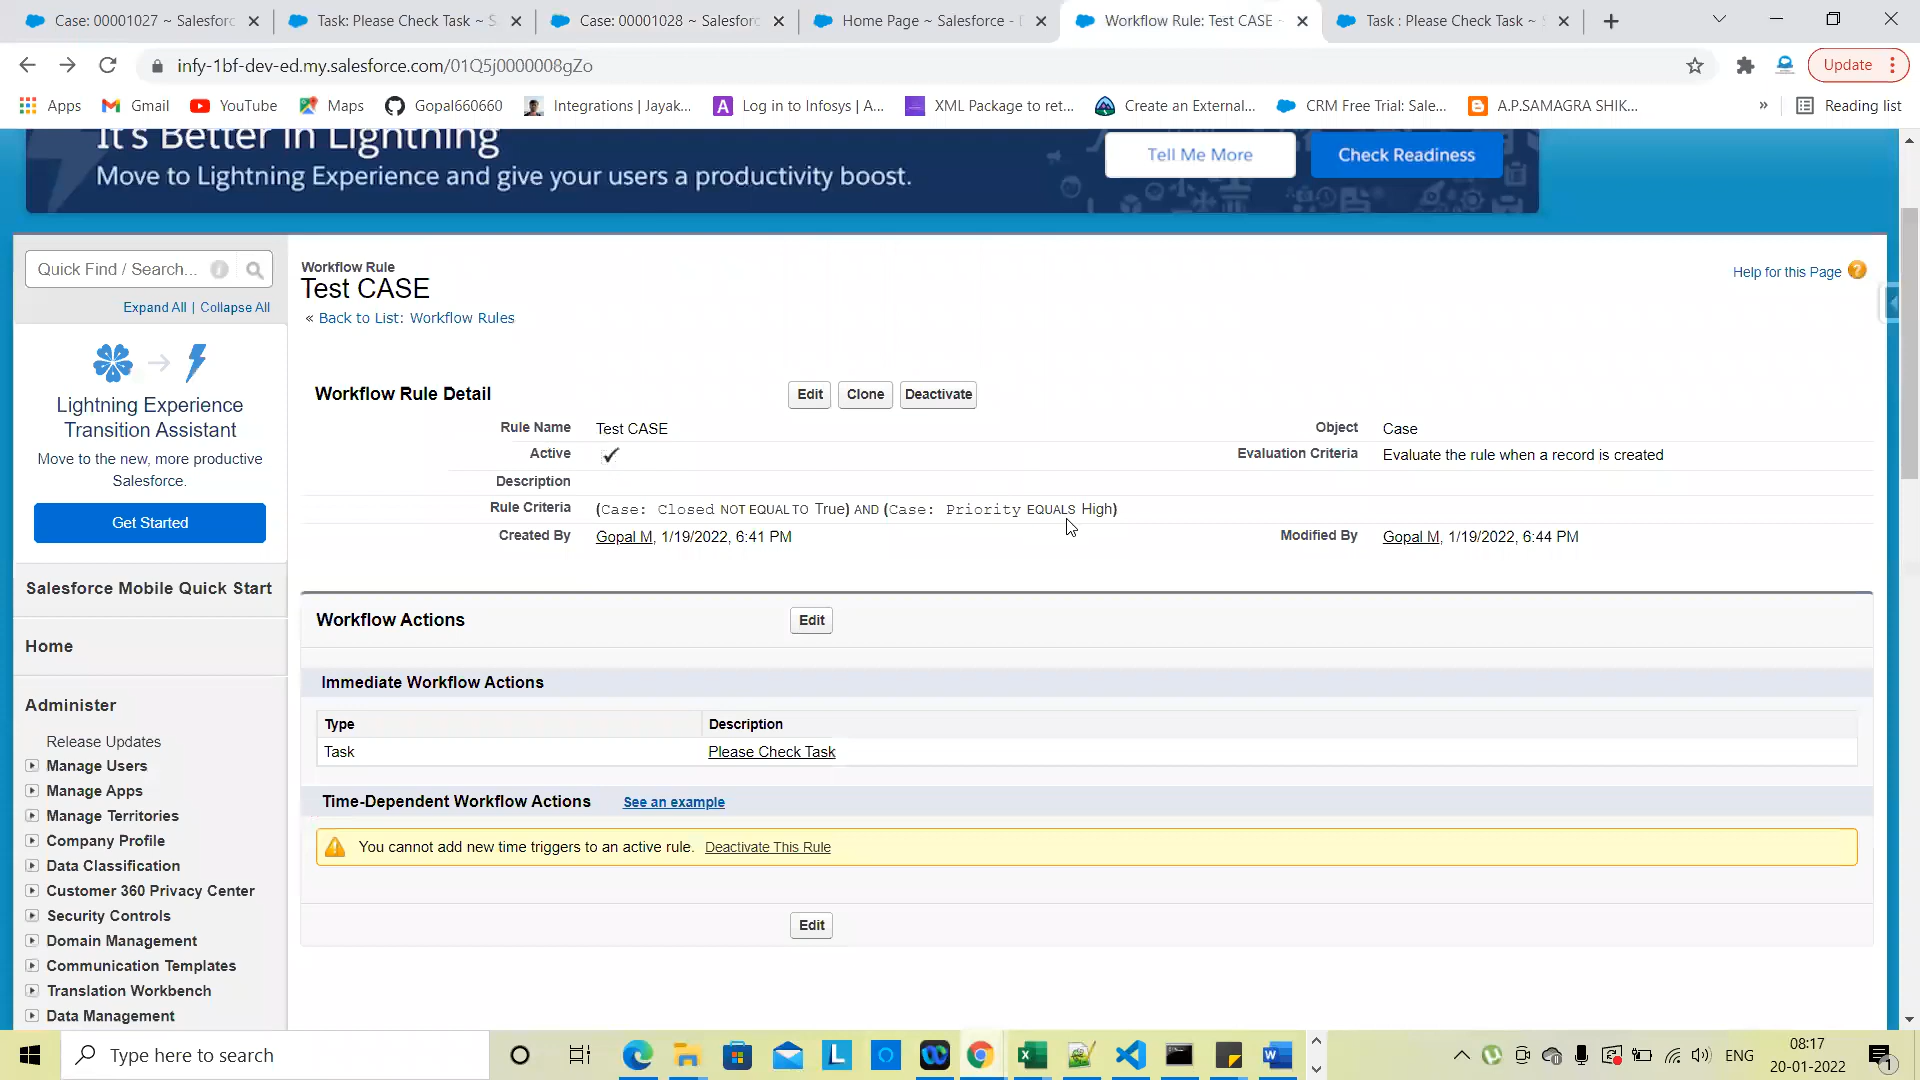 Case: 00001027 ~ Salesforc
Task: Please Check Task ~ S
Case: 00001028 ~ Salesforc
Home Page ~ Salesforce -
Workflow Rule: Test CASE ~
Task : Please Check Task ~
infy-1bf-dev-ed.my.salesforce.com/01Q5j0000008gZo
Update
Apps
Gmail
YouTube
Maps
Gopal660660
Integrations | Jayak...
Log in to Infosys | A...
XML Package to ret...
Create an External...
CRM Free Trial: Sale...
A.P.SAMAGRA SHIK...
»
Reading list
It's Better in Lightning
Move to Lightning Experience and give your users a productivity boost.
Tell Me More
Check Readiness
Quick Find / Search...
Expand All | Collapse All
Lightning Experience
Transition Assistant
Move to the new, more productive
Salesforce.
Get Started
Salesforce Mobile Quick Start
Home
Administer
Release Updates
Manage Users
Manage Apps
Manage Territories
Company Profile
Data Classification
Customer 360 Privacy Center
Security Controls
Domain Management
Communication Templates
Translation Workbench
Data Management
Workflow Rule
Test CASE
Help for this Page ?
« Back to List: Workflow Rules
Workflow Rule Detail
Edit
Clone
Deactivate
Rule Name Test CASE
Object Case
Active
Evaluation Criteria Evaluate the rule when a record is created
Description
Rule Criteria (Case: Closed NOT EQUAL TO True) AND (Case: Priority EQUALS High)
Created By Gopal M, 1/19/2022, 6:41 PM
Modified By Gopal M, 1/19/2022, 6:44 PM
Workflow Actions
Edit
Immediate Workflow Actions
Type Description
Task Please Check Task
Time-Dependent Workflow Actions See an example
You cannot add new time triggers to an active rule. Deactivate This Rule
Edit
Type here to search
ENG
08:17
20-01-2022
1